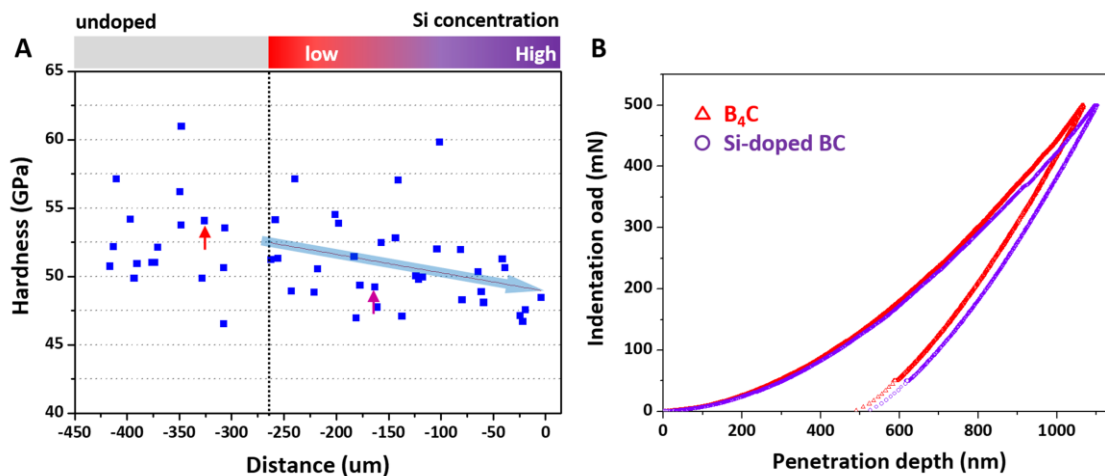 undoped
Si concentration
A
low
High
65
60
55
50
45
40
Hardness (GPa)
-450
-400
-350
-300
-250
-200
-150
-100
-50
0
Distance (um)
B
B₄C
Si-doped BC
500
400
300
200
100
0
Indentation oad (mN)
0
200
400
600
800
1000
Penetration depth (nm)